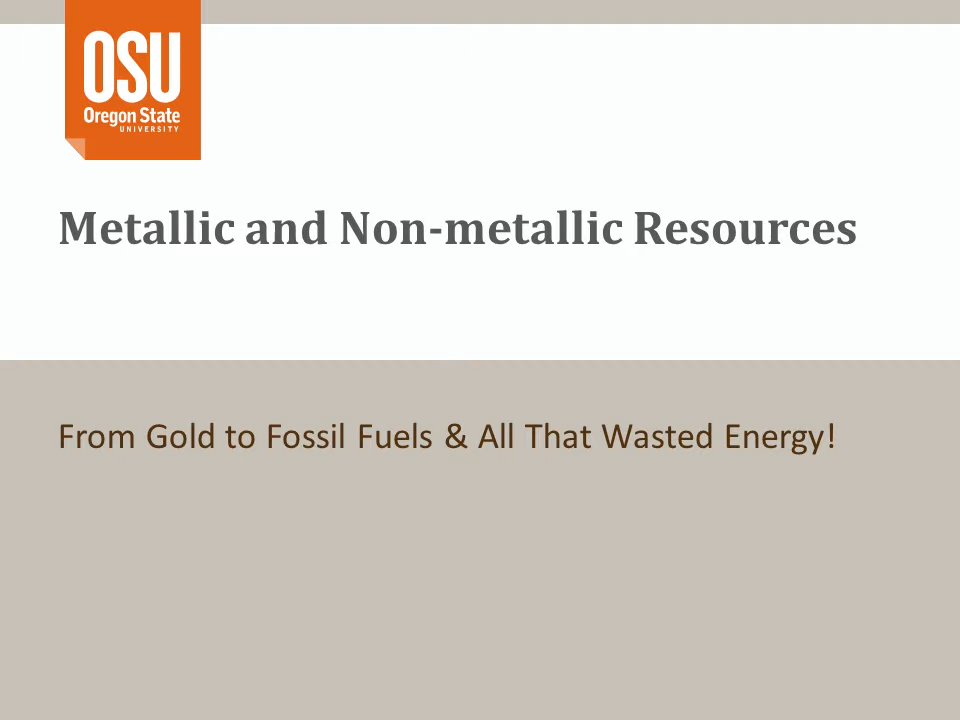 OSU
Oregon State
UNIVERSITY
Metallic and Non-metallic Resources
From Gold to Fossil Fuels & All That Wasted Energy!